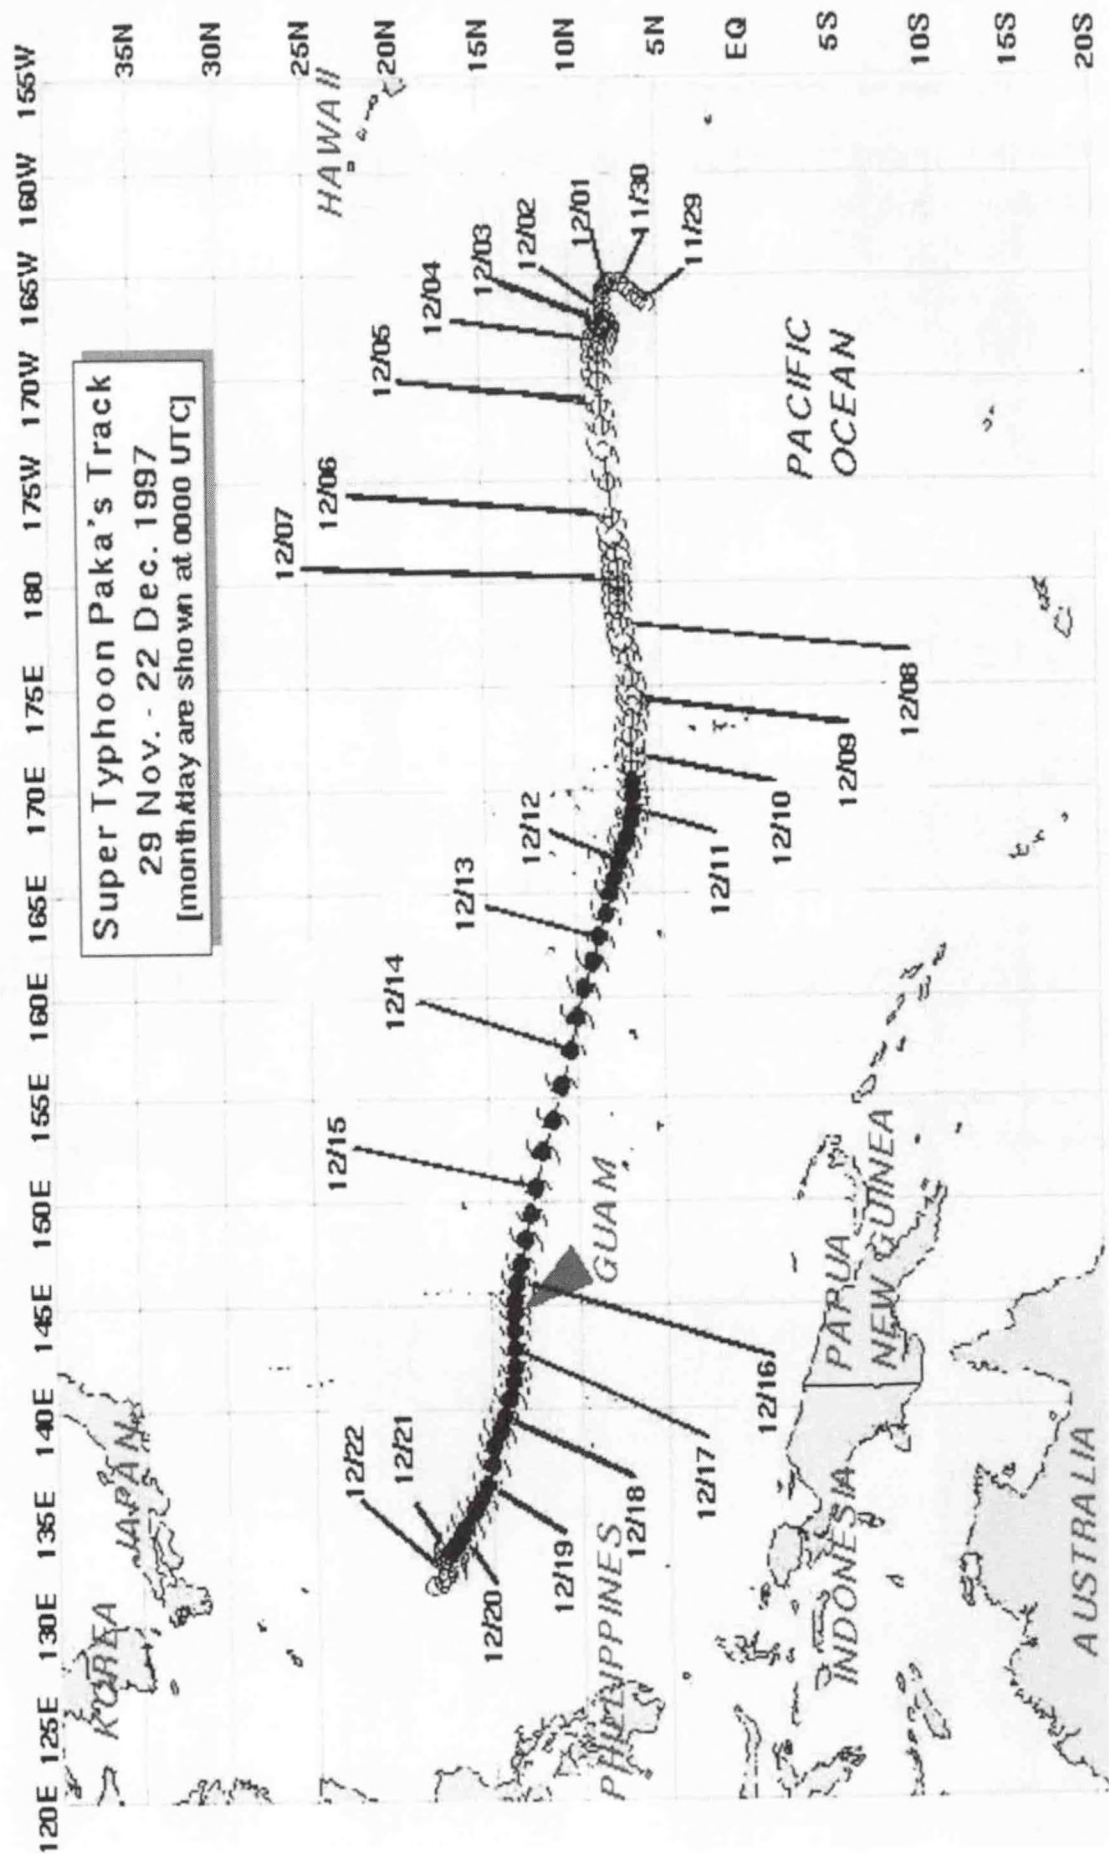 Super Typhoon Paka's Track
29 Nov. - 22 Dec. 1997
[month/day are shown at 0000 UTC]
120E 125E 130E 135E 140E 145E 150E 155E 160E 165E 170E 175E 180 175W 170W 165W 160W 155W
35N
30N
25N
20N
15N
10N
5N
EQ
5S
10S
15S
20S
KOREA
JAPAN
HAWAII
12/07
12/06
12/05
12/04
12/03
12/02
12/01
11/30
11/29
12/22
12/21
12/15
12/14
12/13
12/12
GUAM
12/20
12/19
12/18
12/17
12/16
12/11
12/10
12/09
12/08
PHILIPPINES
PACIFIC
OCEAN
PAPUA
NEW GUINEA
INDONESIA
AUSTRALIA